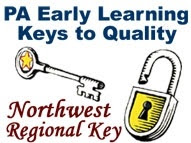 PA Early Learning
Keys to Quality
Northwest
Regional Key